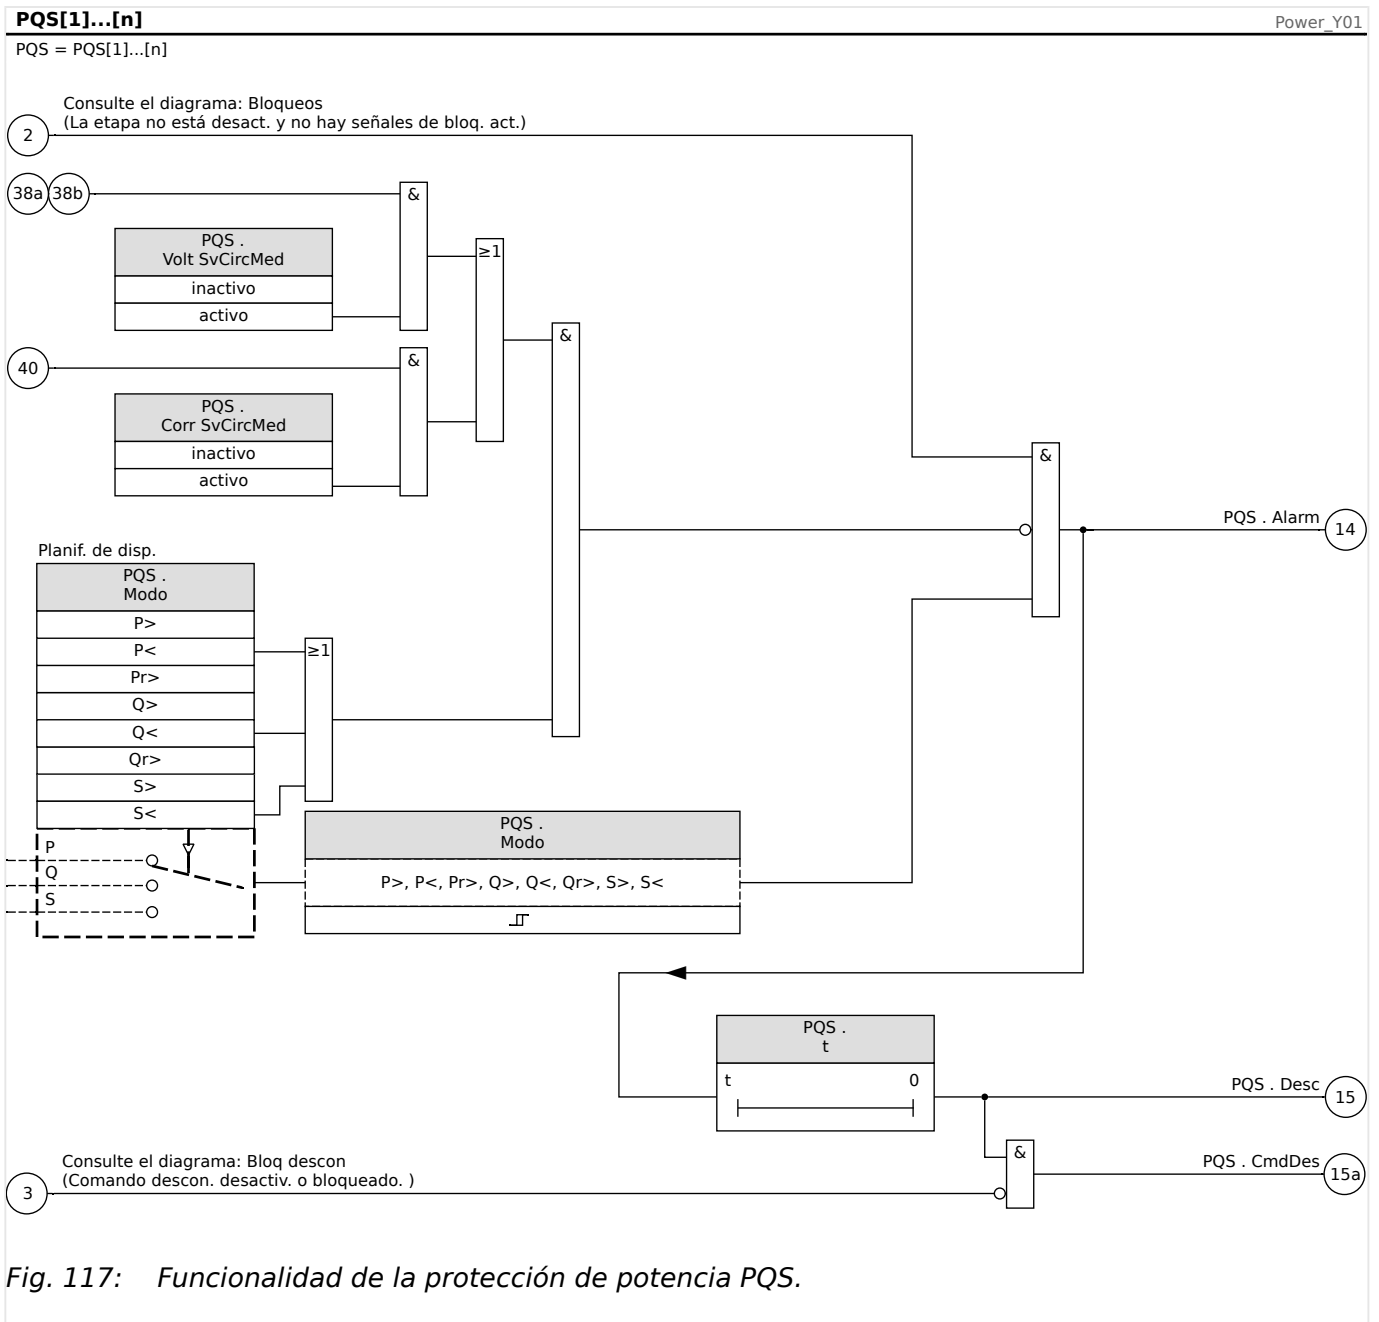 PQS[1]...[n]
Power_Y01
PQS = PQS[1]...[n]
Consulte el diagrama: Bloqueos
(La etapa no está desact. y no hay señales de bloq. act.)
2
38a 38b
&
PQS .
Volt SvCircMed
inactivo
activo
≥1
&
40
&
PQS .
Corr SvCircMed
inactivo
activo
&
PQS . Alarm
14
Planif. de disp.
PQS .
Modo
P>
P<
Pr>
Q>
Q<
Qr>
S>
S<
≥1
P
Q
S
PQS .
Modo
P>, P<, Pr>, Q>, Q<, Qr>, S>, S<
PQS .
t
t 0
PQS . Desc
15
Consulte el diagrama: Bloq descon
(Comando descon. desactiv. o bloqueado. )
3
&
PQS . CmdDes
15a
Fig. 117: Funcionalidad de la protección de potencia PQS.